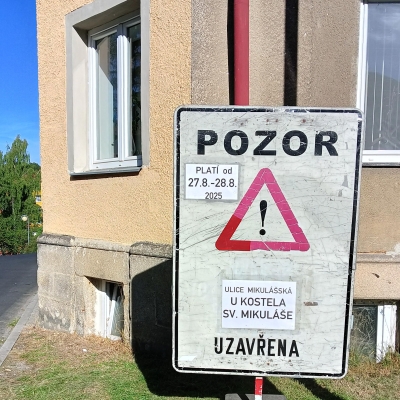 POZOR
PLATÍ od
27.8.-28.8.
2025
!
ULICE MIKULÁŠSKÁ
U KOSTELA
SV. MIKULÁŠE
UZAVŘENA